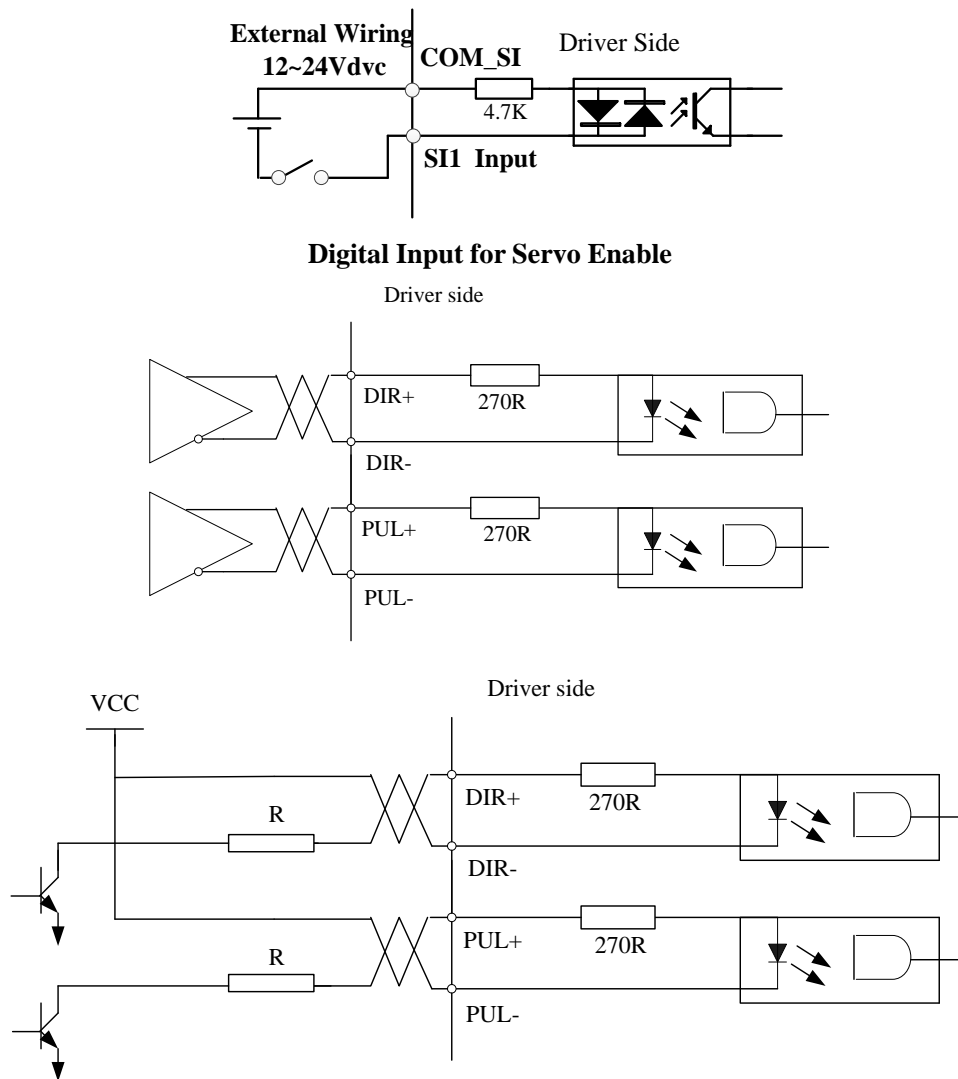 External Wiring
12~24Vdvc
COM_SI
Driver Side
4.7K
SI1 Input
Digital Input for Servo Enable
Driver side
DIR+
270R
DIR-
PUL+
270R
PUL-
Driver side
VCC
DIR+
270R
R
DIR-
PUL+
270R
R
PUL-